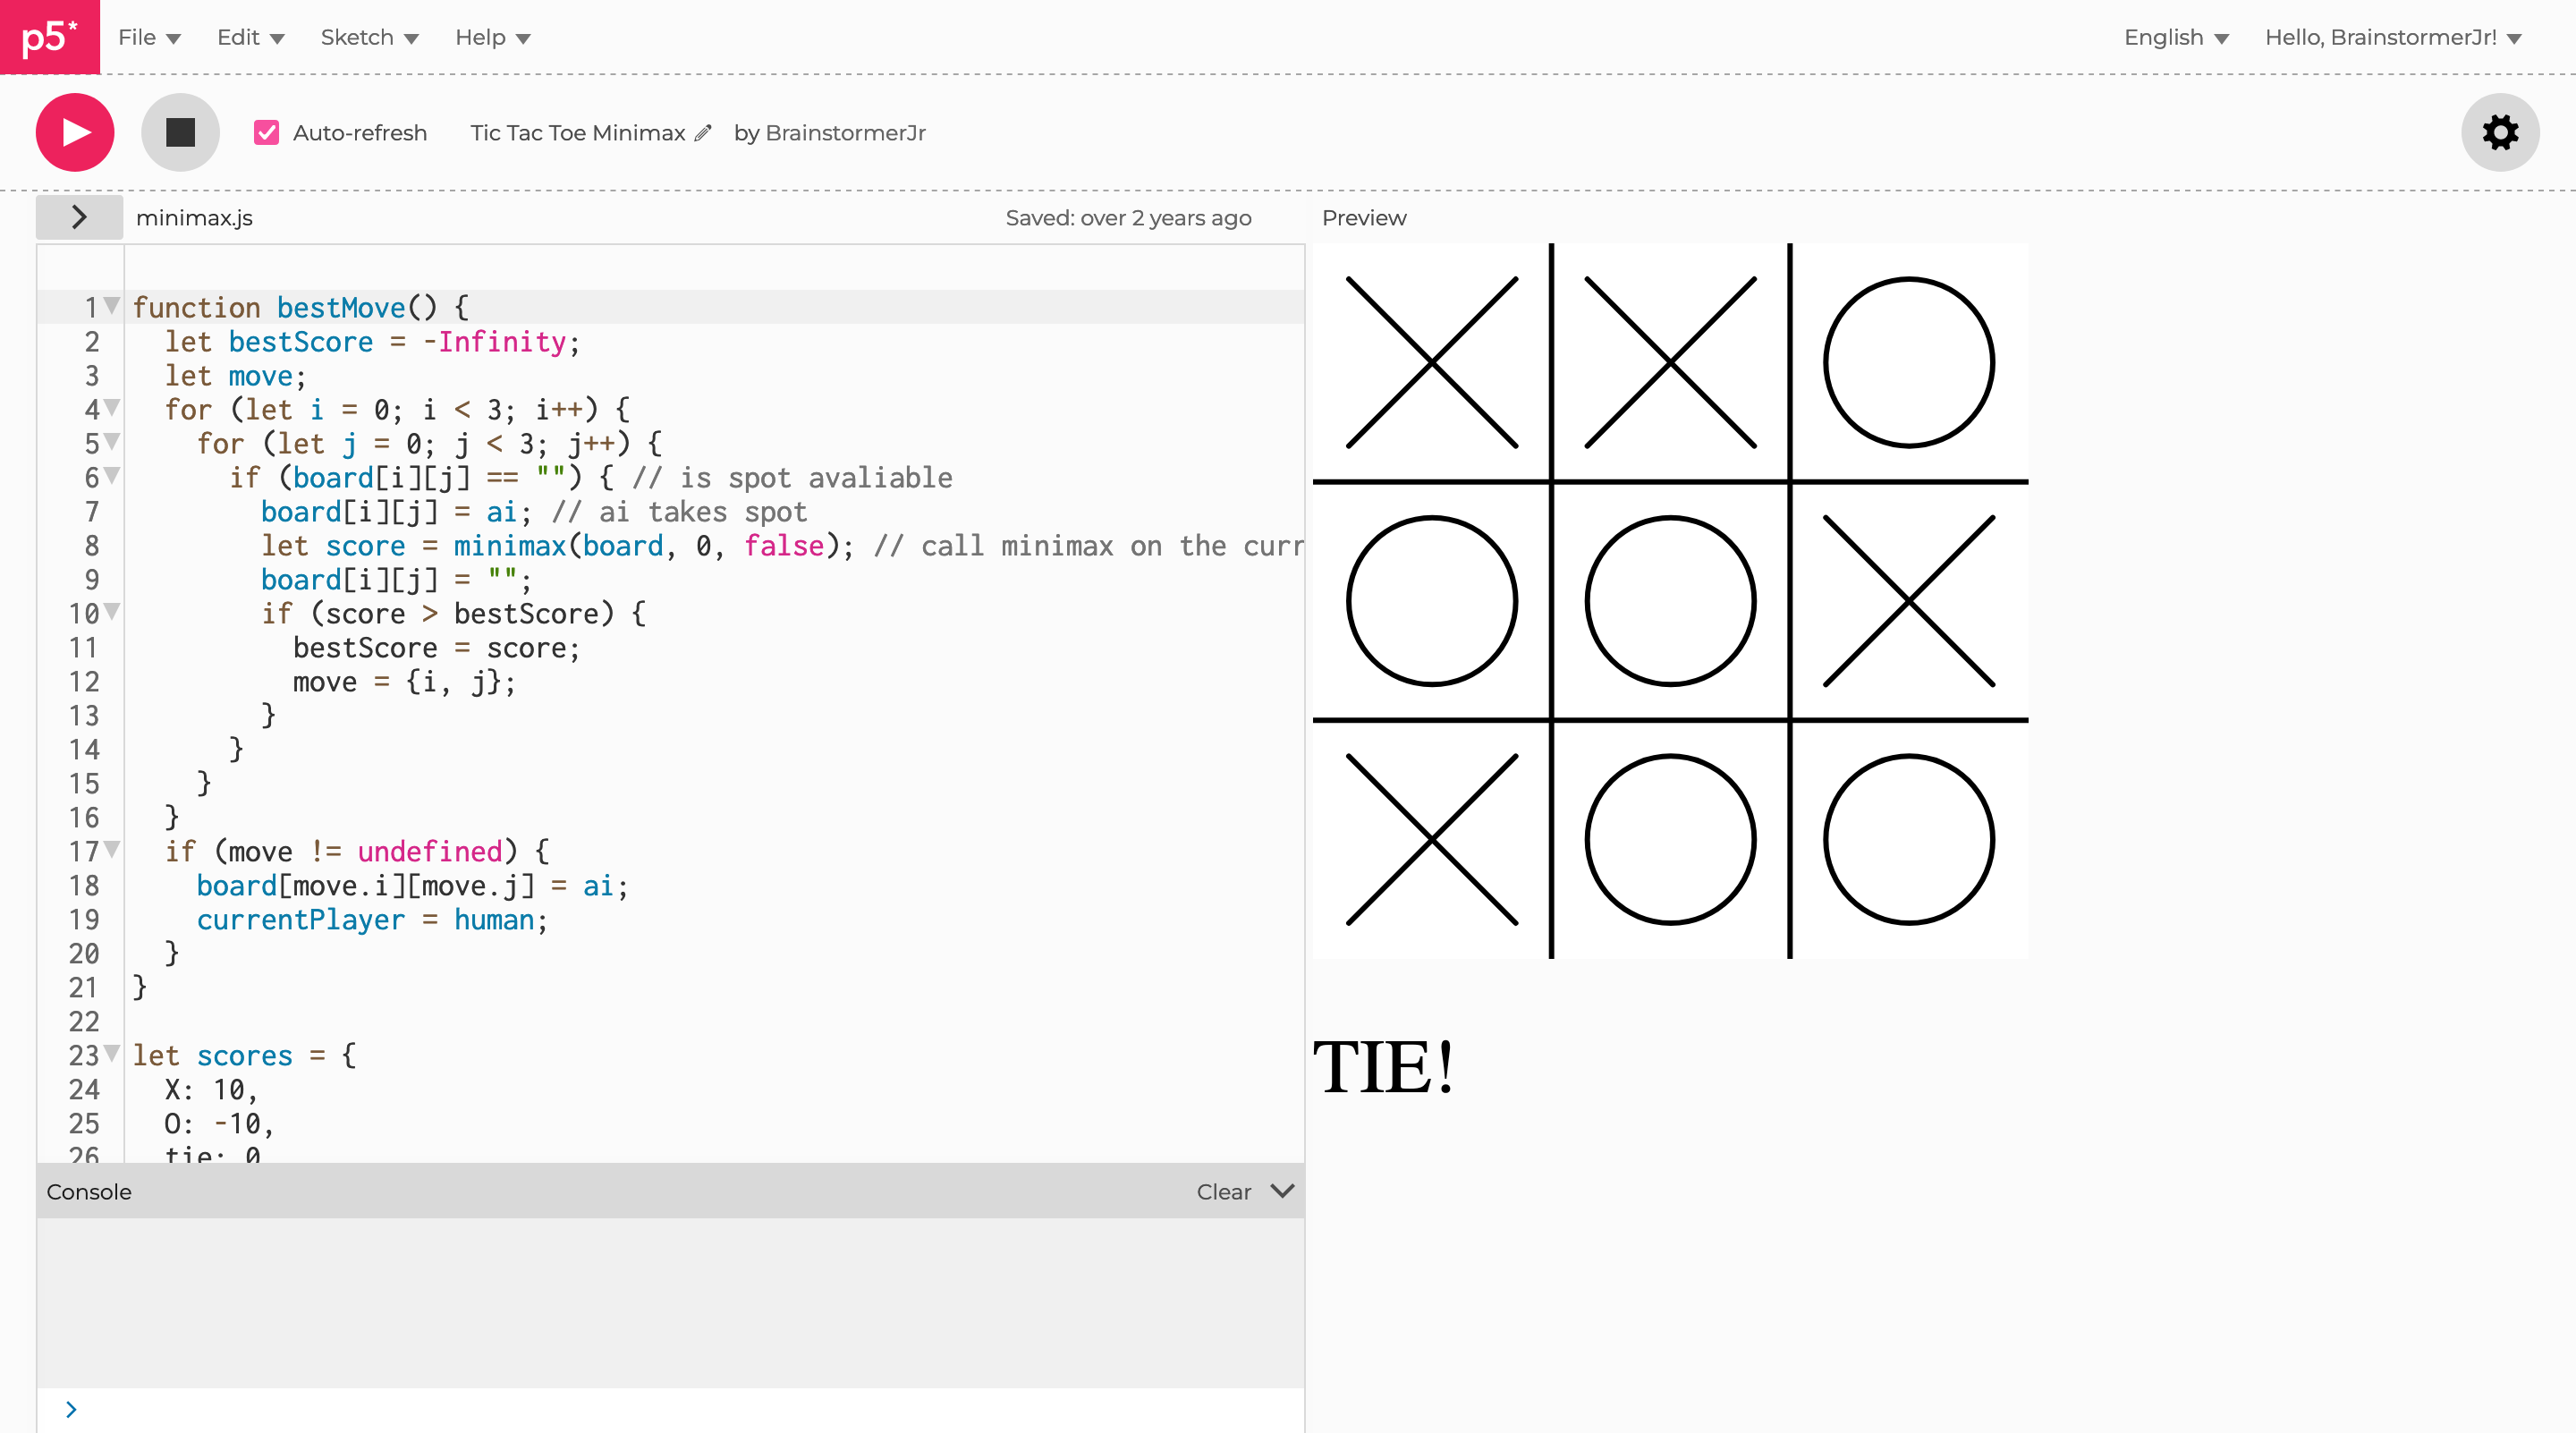 p5*
File Edit Sketch Help English Hello, BrainstormerJr!
Auto-refresh Tic Tac Toe Minimax by BrainstormerJr
> minimax.js Saved: over 2 years ago Preview
1 function bestMove() {
2   let bestScore = -Infinity;
3   let move;
4   for (let i = 0; i < 3; i++) {
5     for (let j = 0; j < 3; j++) {
6       if (board[i][j] == "") { // is spot avaliable
7         board[i][j] = ai; // ai takes spot
8         let score = minimax(board, 0, false); // call minimax on the curr
9         board[i][j] = "";
10         if (score > bestScore) {
11           bestScore = score;
12           move = {i, j};
13         }
14       }
15     }
16   }
17   if (move != undefined) {
18     board[move.i][move.j] = ai;
19     currentPlayer = human;
20   }
21 }
22
23 let scores = {
24   X: 10,
25   O: -10,
26   tie: 0
Console Clear
>
TIE!